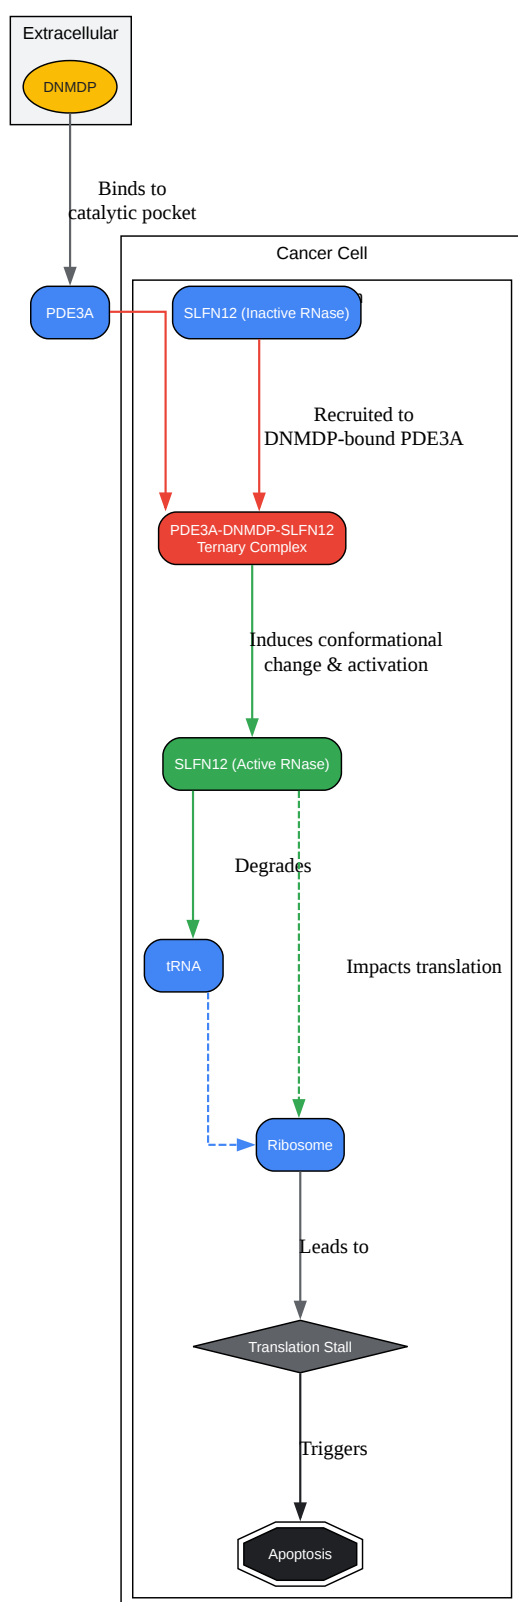 Extracellular
DNMDP
Binds to
catalytic pocket
Cancer Cell
PDE3A
SLFN12 (Inactive RNase)
Recruited to
DNMDP-bound PDE3A
PDE3A-DNMDP-SLFN12
Ternary Complex
Induces conformational
change & activation
SLFN12 (Active RNase)
Degrades
tRNA
Impacts translation
Ribosome
Leads to
Translation Stall
Triggers
Apoptosis